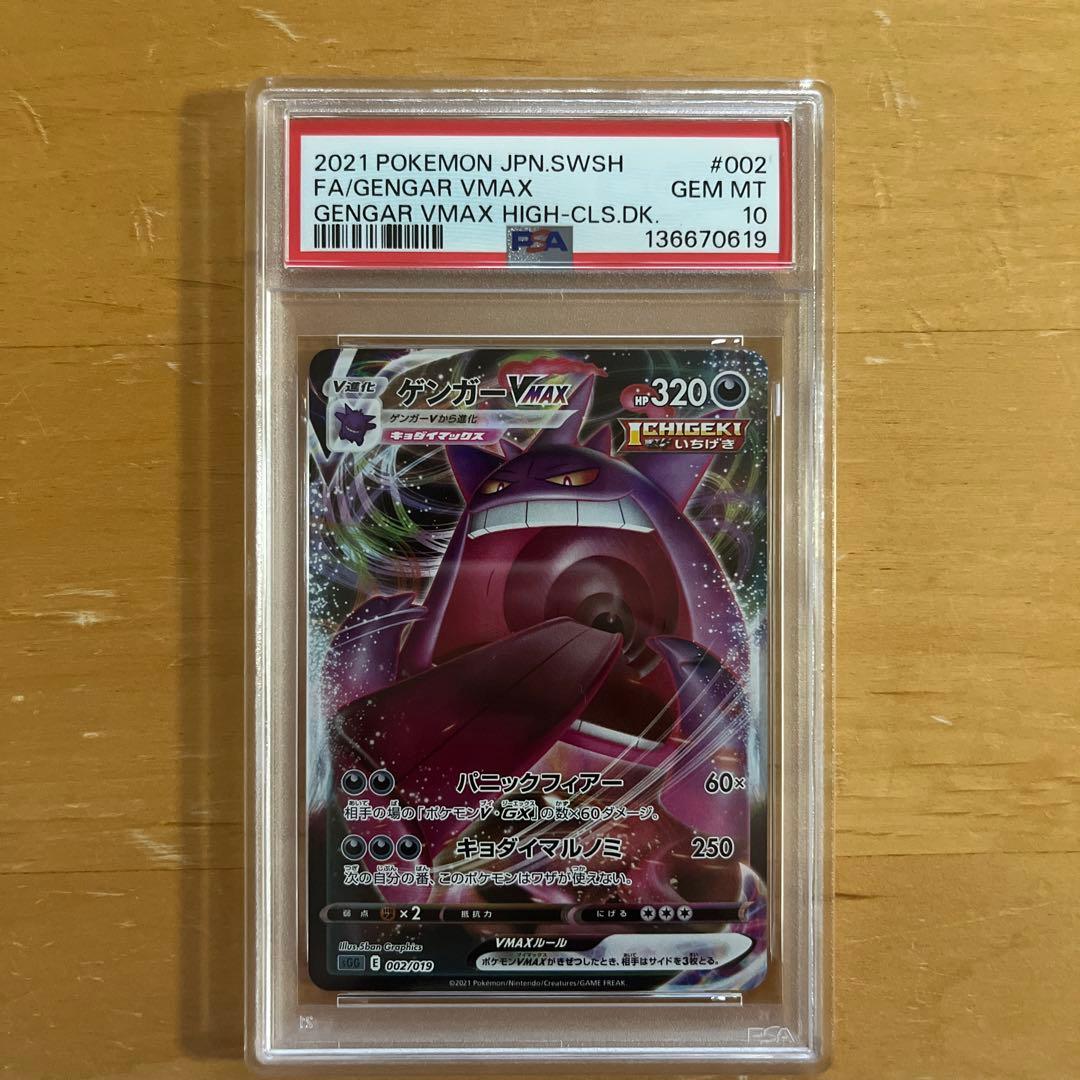 2021 POKEMON JPN.SWSH #002
FA/GENGAR VMAX GEM MT
GENGAR VMAX HIGH-CLS.DK. 10
PSA 136670619
V進化 ゲンガーVMAX HP320
ゲンガーVから進化
キョダイマックス
ICHIGEKI
いちげき
パニックフィアー 60×
相手の場の「ポケモンV・GX」の数×60ダメージ。
キョダイマルノミ 250
次の自分の番、このポケモンはワザが使えない。
弱点 ×2 抵抗力 にげる
Illus.5ban Graphics
VMAXルール
ポケモンVMAXがきぜつしたとき、相手はサイドを3枚とる。
sGG E 002/019
©2021 Pokémon/Nintendo/Creatures/GAME FREAK.
PSA